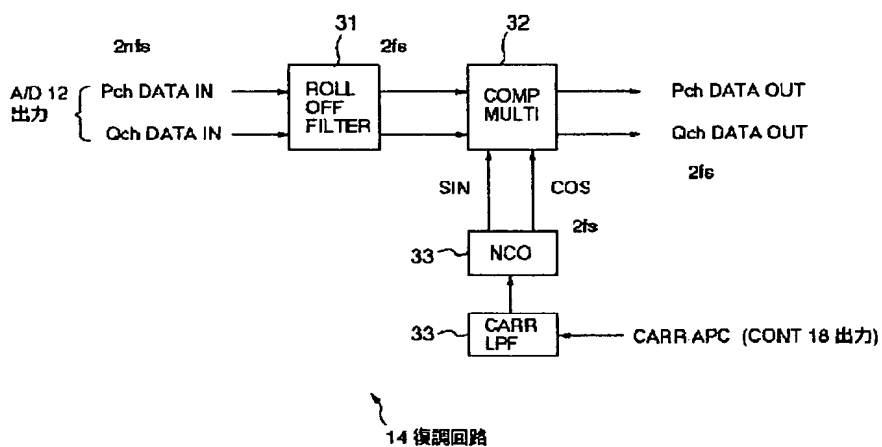 31
32
2nfs
2fs
A/D 12
出力
Pch DATA IN
Qch DATA IN
ROLL
OFF
FILTER
COMP
MULTI
Pch DATA OUT
Qch DATA OUT
2fs
SIN
COS
2fs
33
NCO
33
CARR
LPF
CARR APC (CONT 18 出力)
14 復調回路